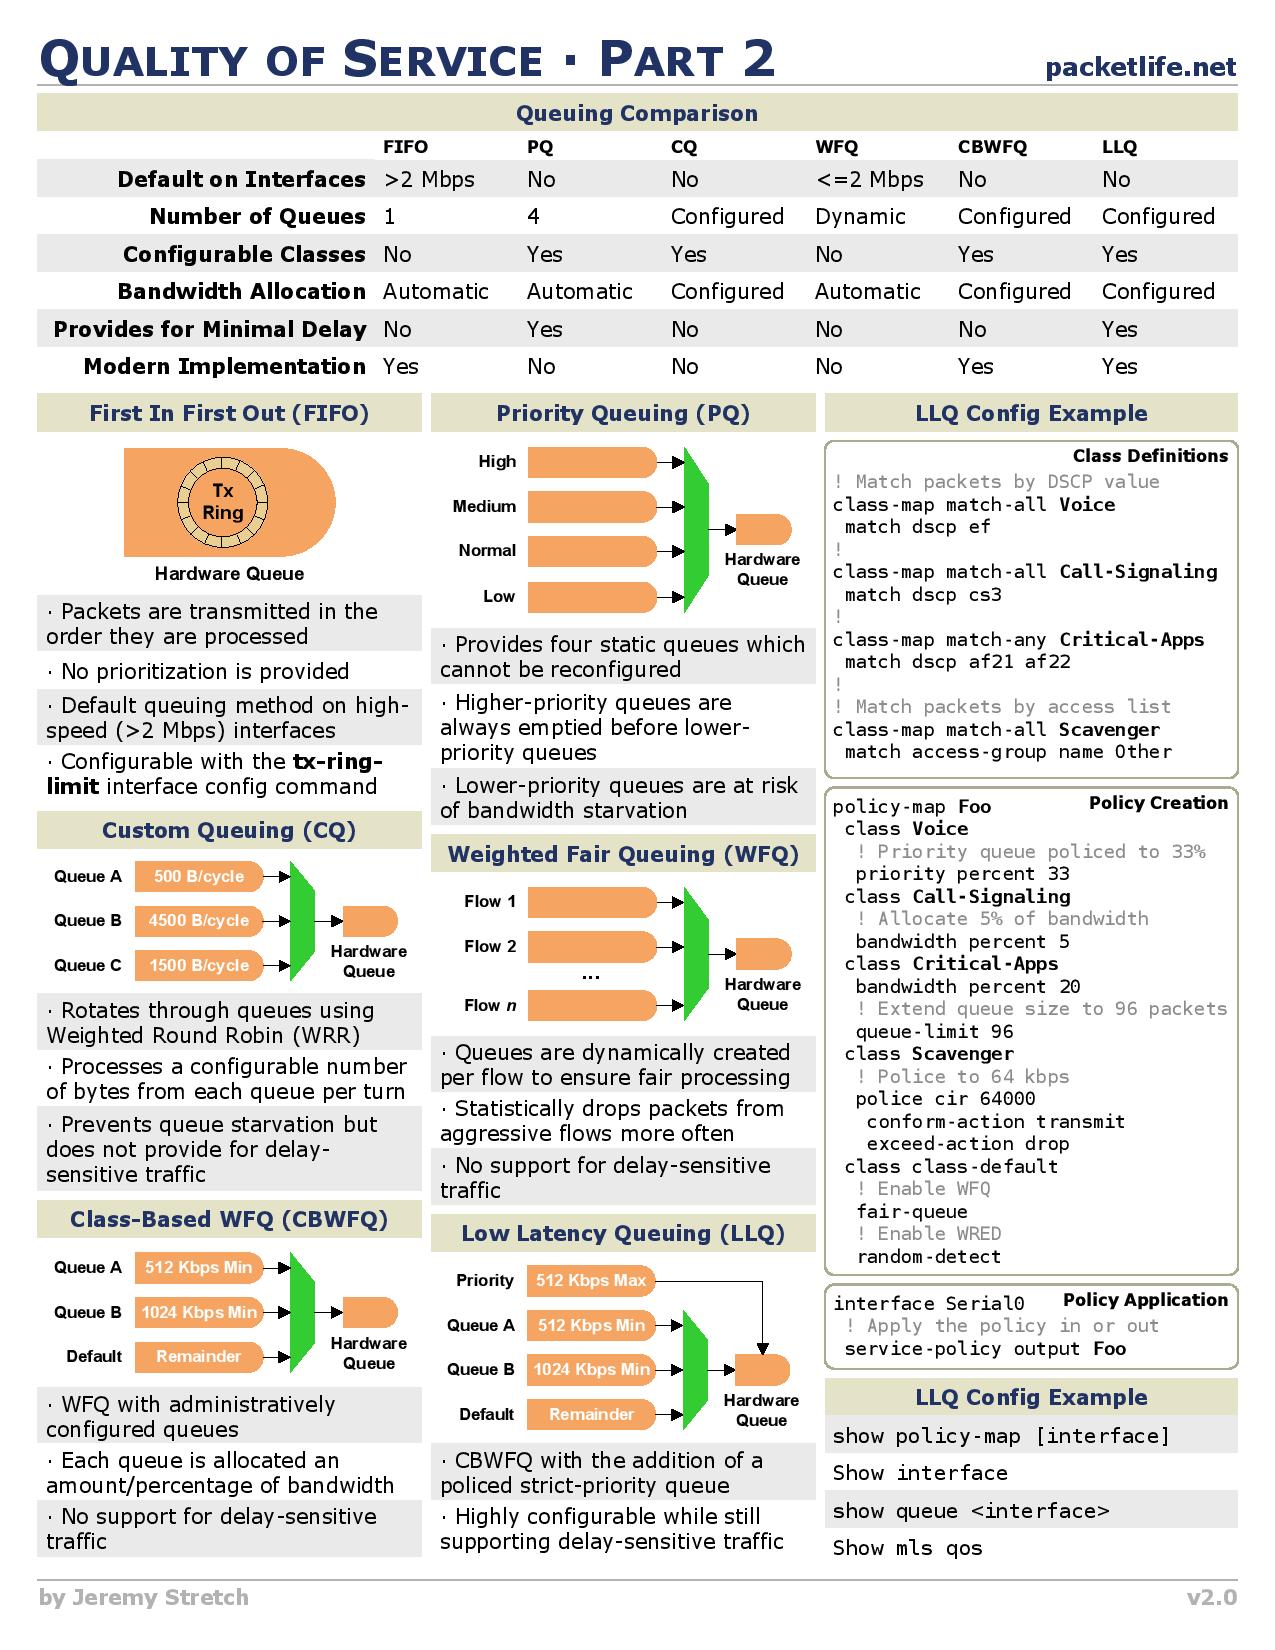 QUALITY OF SERVICE · PART 2
packetlife.net
Queuing Comparison
FIFO PQ CQ WFQ CBWFQ LLQ
Default on Interfaces >2 Mbps No No <=2 Mbps No No
Number of Queues 1 4 Configured Dynamic Configured Configured
Configurable Classes No Yes Yes No Yes Yes
Bandwidth Allocation Automatic Automatic Configured Automatic Configured Configured
Provides for Minimal Delay No Yes No No No Yes
Modern Implementation Yes No No No Yes Yes
First In First Out (FIFO)
Tx
Ring
Hardware Queue
· Packets are transmitted in the
order they are processed
· No prioritization is provided
· Default queuing method on high-
speed (>2 Mbps) interfaces
· Configurable with the tx-ring-
limit interface config command
Custom Queuing (CQ)
Queue A 500 B/cycle
Queue B 4500 B/cycle
Queue C 1500 B/cycle
Hardware
Queue
· Rotates through queues using
Weighted Round Robin (WRR)
· Processes a configurable number
of bytes from each queue per turn
· Prevents queue starvation but
does not provide for delay-
sensitive traffic
Class-Based WFQ (CBWFQ)
Queue A 512 Kbps Min
Queue B 1024 Kbps Min
Default Remainder
Hardware
Queue
· WFQ with administratively
configured queues
· Each queue is allocated an
amount/percentage of bandwidth
· No support for delay-sensitive
traffic
Priority Queuing (PQ)
High
Medium
Normal
Low
Hardware
Queue
· Provides four static queues which
cannot be reconfigured
· Higher-priority queues are
always emptied before lower-
priority queues
· Lower-priority queues are at risk
of bandwidth starvation
Weighted Fair Queuing (WFQ)
Flow 1
Flow 2
...
Flow n
Hardware
Queue
· Queues are dynamically created
per flow to ensure fair processing
· Statistically drops packets from
aggressive flows more often
· No support for delay-sensitive
traffic
Low Latency Queuing (LLQ)
Priority 512 Kbps Max
Queue A 512 Kbps Min
Queue B 1024 Kbps Min
Default Remainder
Hardware
Queue
· CBWFQ with the addition of a
policed strict-priority queue
· Highly configurable while still
supporting delay-sensitive traffic
LLQ Config Example
Class Definitions
! Match packets by DSCP value
class-map match-all Voice
match dscp ef
!
class-map match-all Call-Signaling
match dscp cs3
!
class-map match-any Critical-Apps
match dscp af21 af22
!
! Match packets by access list
class-map match-all Scavenger
match access-group name Other
policy-map Foo Policy Creation
class Voice
! Priority queue policed to 33%
priority percent 33
class Call-Signaling
! Allocate 5% of bandwidth
bandwidth percent 5
class Critical-Apps
bandwidth percent 20
! Extend queue size to 96 packets
queue-limit 96
class Scavenger
! Police to 64 kbps
police cir 64000
conform-action transmit
exceed-action drop
class class-default
! Enable WFQ
fair-queue
! Enable WRED
random-detect
interface Serial0 Policy Application
! Apply the policy in or out
service-policy output Foo
LLQ Config Example
show policy-map [interface]
Show interface
show queue <interface>
Show mls qos
by Jeremy Stretch
v2.0